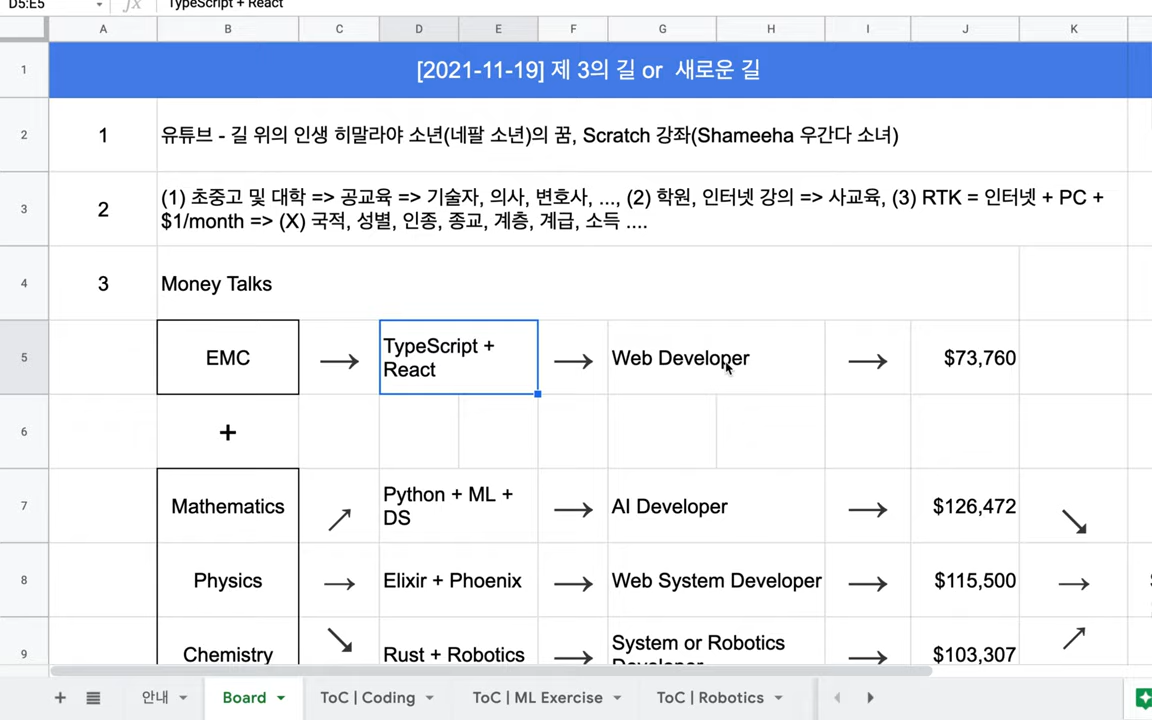 D5:E5 fx TypeScript + React
A B C D E F G H I J K
1 [2021-11-19] 제 3의 길 or 새로운 길
2 1 유튜브 - 길 위의 인생 히말라야 소년(네팔 소년)의 꿈, Scratch 강좌(Shameeha 우간다 소녀)
3 2 (1) 초중고 및 대학 => 공교육 => 기술자, 의사, 변호사, ..., (2) 학원, 인터넷 강의 => 사교육, (3) RTK = 인터넷 + PC +
$1/month => (X) 국적, 성별, 인종, 종교, 계층, 계급, 소득 ....
4 3 Money Talks
5 EMC → TypeScript +
React → Web Developer → $73,760
6 +
7 Mathematics ↗ Python + ML +
DS → AI Developer → $126,472 ↘
8 Physics → Elixir + Phoenix → Web System Developer → $115,500 →
9 Chemistry ↘ Rust + Robotics → System or Robotics
Developer → $103,307 ↗
+ 안내 Board ToC | Coding ToC | ML Exercise ToC | Robotics